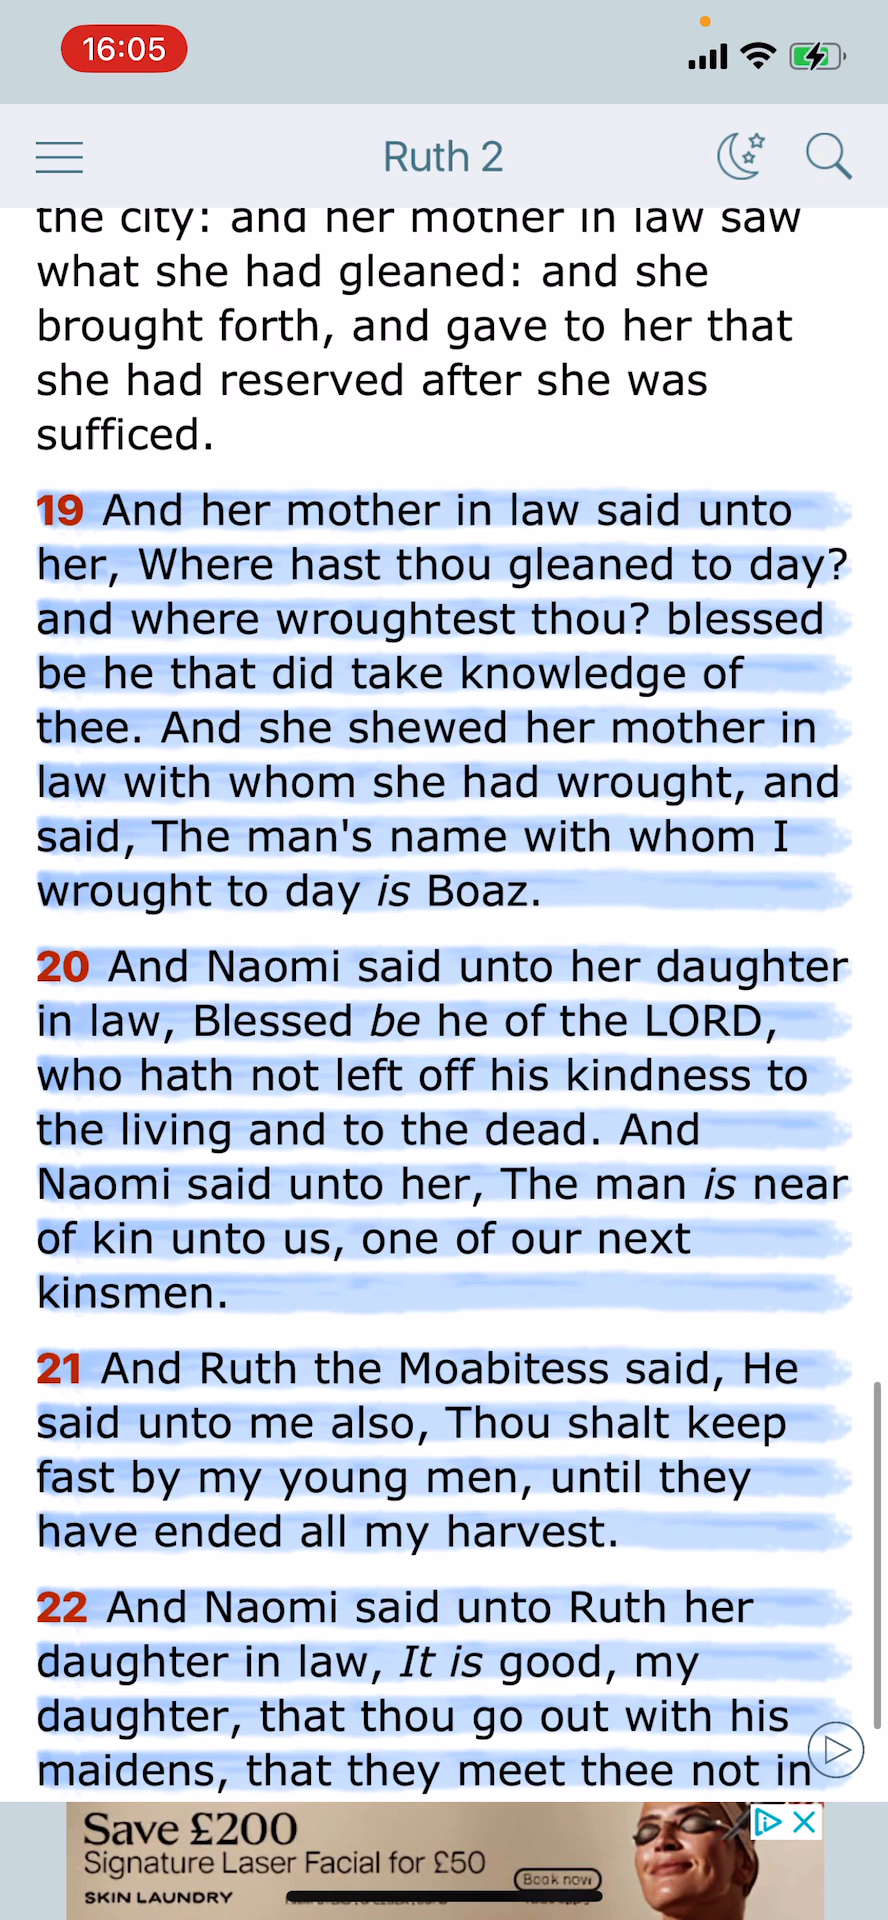 16:05
Ruth 2
the city: and her mother in law saw
what she had gleaned: and she
brought forth, and gave to her that
she had reserved after she was
sufficed.
19 And her mother in law said unto
her, Where hast thou gleaned to day?
and where wroughtest thou? blessed
be he that did take knowledge of
thee. And she shewed her mother in
law with whom she had wrought, and
said, The man's name with whom I
wrought to day is Boaz.
20 And Naomi said unto her daughter
in law, Blessed be he of the LORD,
who hath not left off his kindness to
the living and to the dead. And
Naomi said unto her, The man is near
of kin unto us, one of our next
kinsmen.
21 And Ruth the Moabitess said, He
said unto me also, Thou shalt keep
fast by my young men, until they
have ended all my harvest.
22 And Naomi said unto Ruth her
daughter in law, It is good, my
daughter, that thou go out with his
maidens, that they meet thee not in
Save £200
Signature Laser Facial for £50
Book now
SKIN LAUNDRY